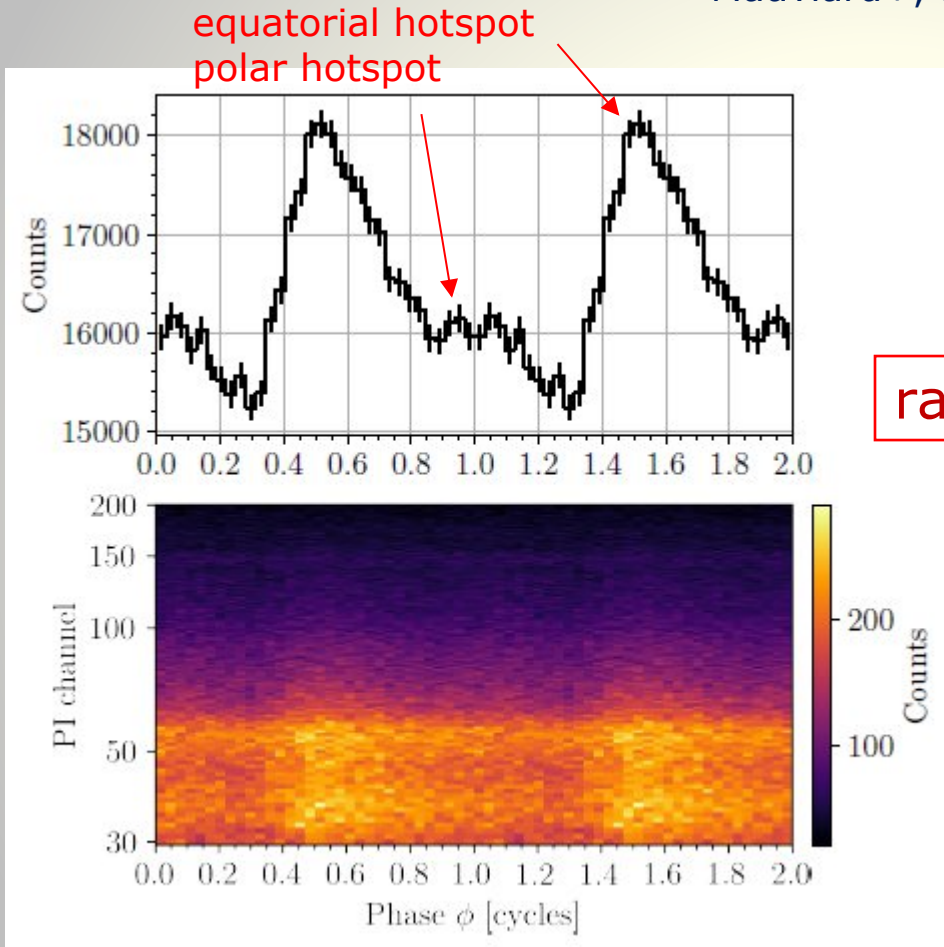 equatorial hotspot
polar hotspot
18000
17000
16000
15000
Counts
0.0 0.2 0.4 0.6 0.8 1.0 1.2 1.4 1.6 1.8 2.0
ra
200
150
100
50
30
PI channel
0.0 0.2 0.4 0.6 0.8 1.0 1.2 1.4 1.6 1.8 2.0
Phase ϕ [cycles]
200
100
Counts